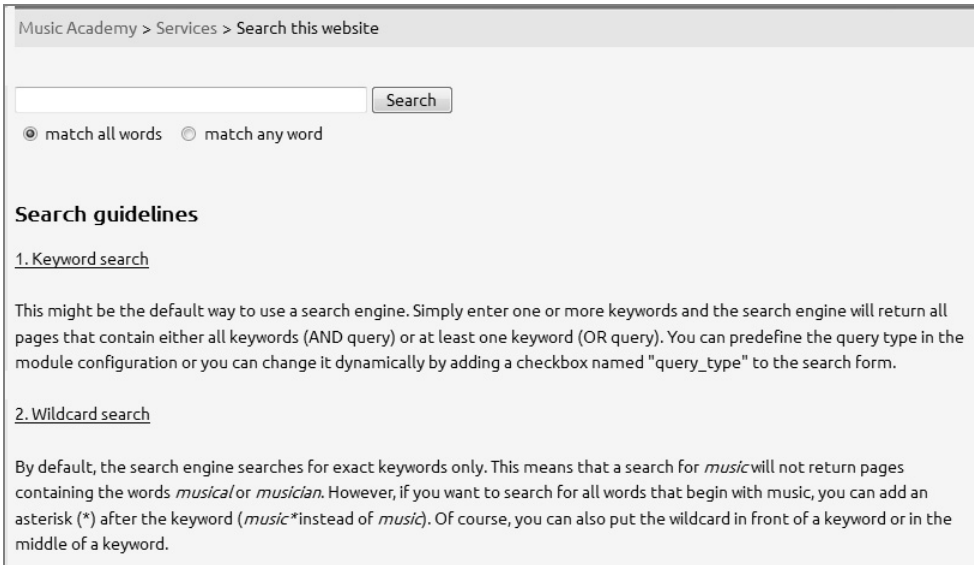 Music Academy > Services > Search this website
Search
match all words match any word
Search guidelines
1. Keyword search
This might be the default way to use a search engine. Simply enter one or more keywords and the search engine will return all
pages that contain either all keywords (AND query) or at least one keyword (OR query). You can predefine the query type in the
module configuration or you can change it dynamically by adding a checkbox named "query_type" to the search form.
2. Wildcard search
By default, the search engine searches for exact keywords only. This means that a search for music will not return pages
containing the words musical or musician. However, if you want to search for all words that begin with music, you can add an
asterisk (*) after the keyword (music* instead of music). Of course, you can also put the wildcard in front of a keyword or in the
middle of a keyword.